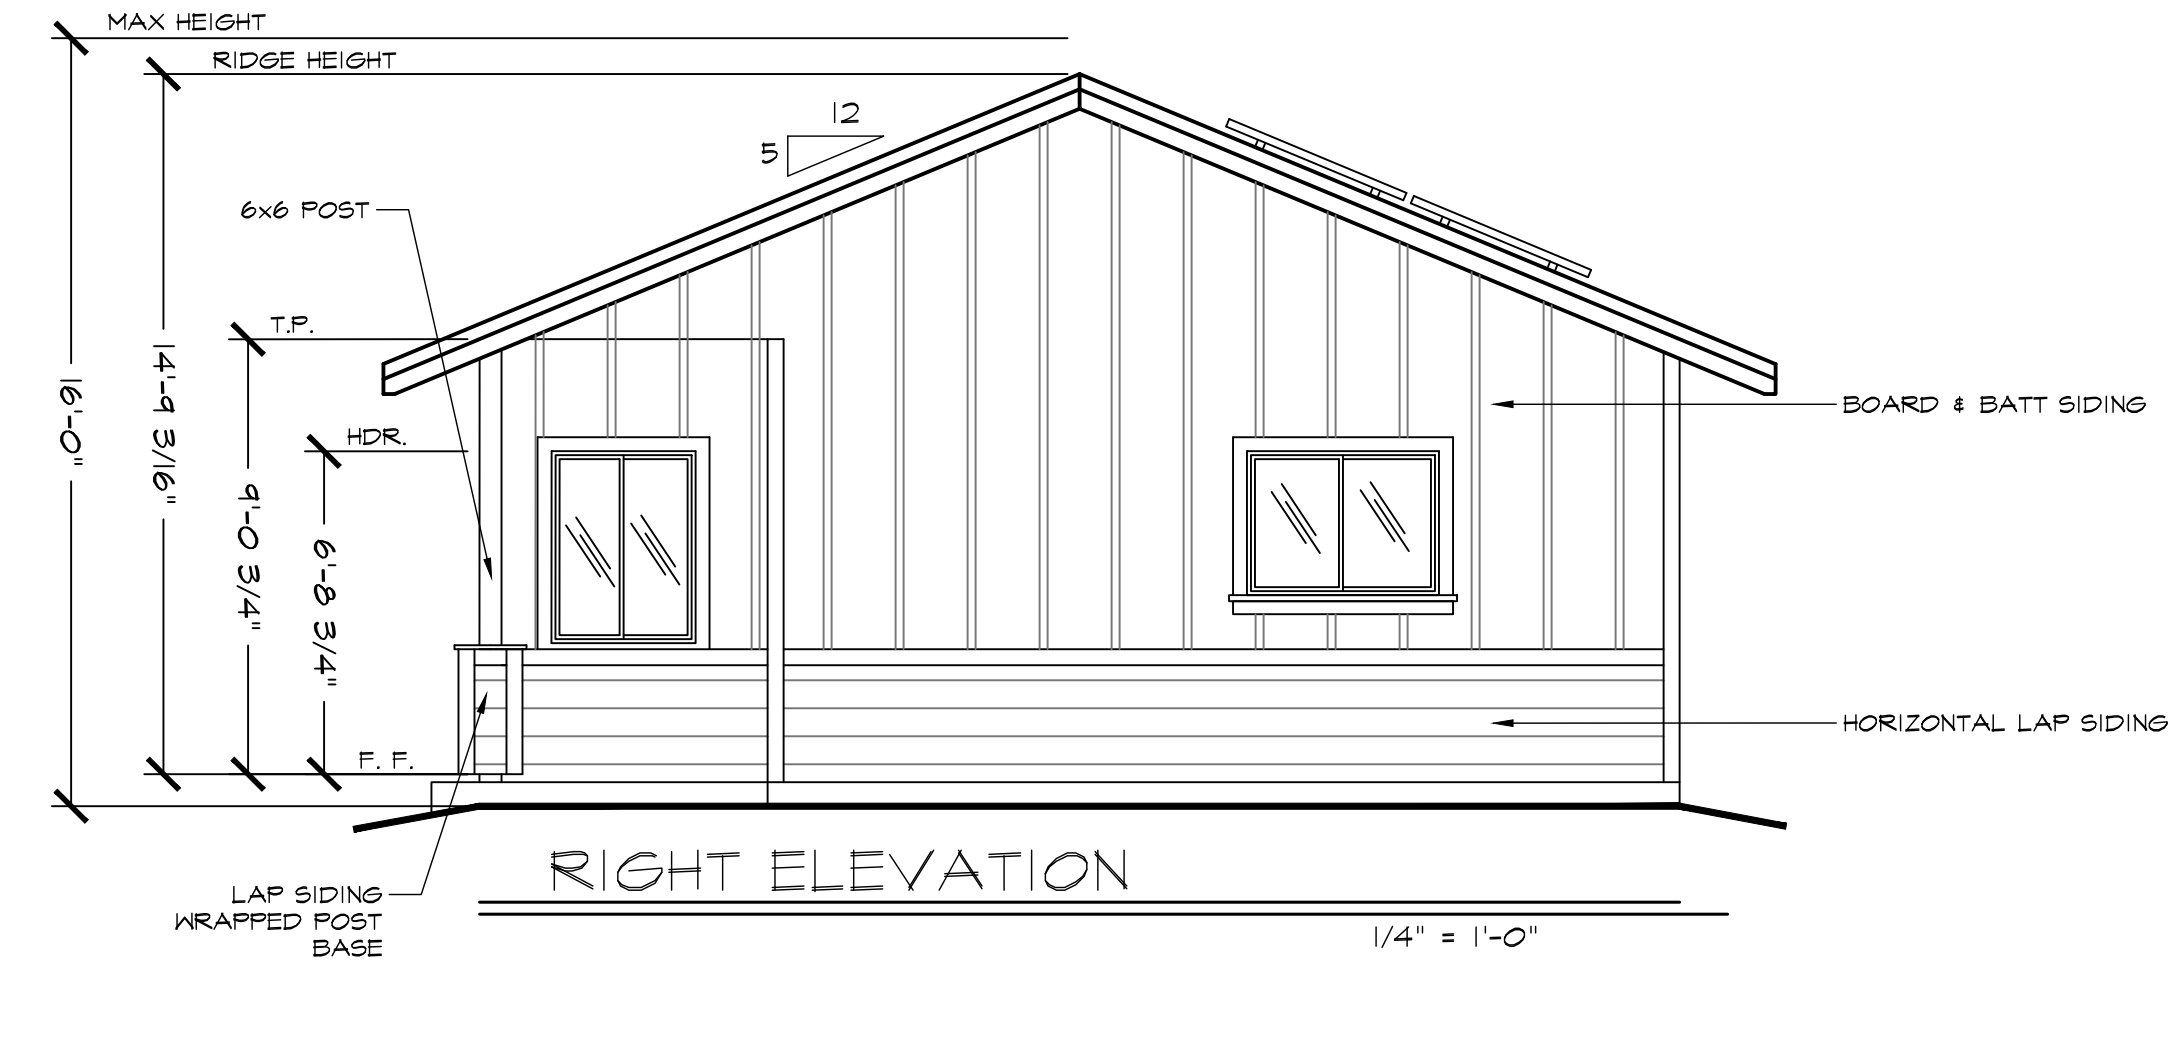 MAX HEIGHT
RIDGE HEIGHT
12
5
6x6 POST
T.P.
HDR.
16'-0"
14'-9 3/16"
9'-0 3/4"
6'-8 3/4"
BOARD & BATT SIDING
HORIZONTAL LAP SIDING
F. F.
RIGHT ELEVATION
LAP SIDING
WRAPPED POST
BASE
1/4" = 1'-0"